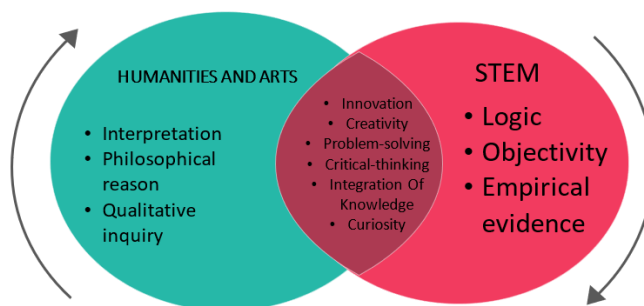 HUMANITIES AND ARTS
• Interpretation
• Philosophical
reason
• Qualitative
inquiry
• Innovation
• Creativity
• Problem-solving
• Critical-thinking
• Integration Of
Knowledge
• Curiosity
STEM
• Logic
• Objectivity
• Empirical
evidence